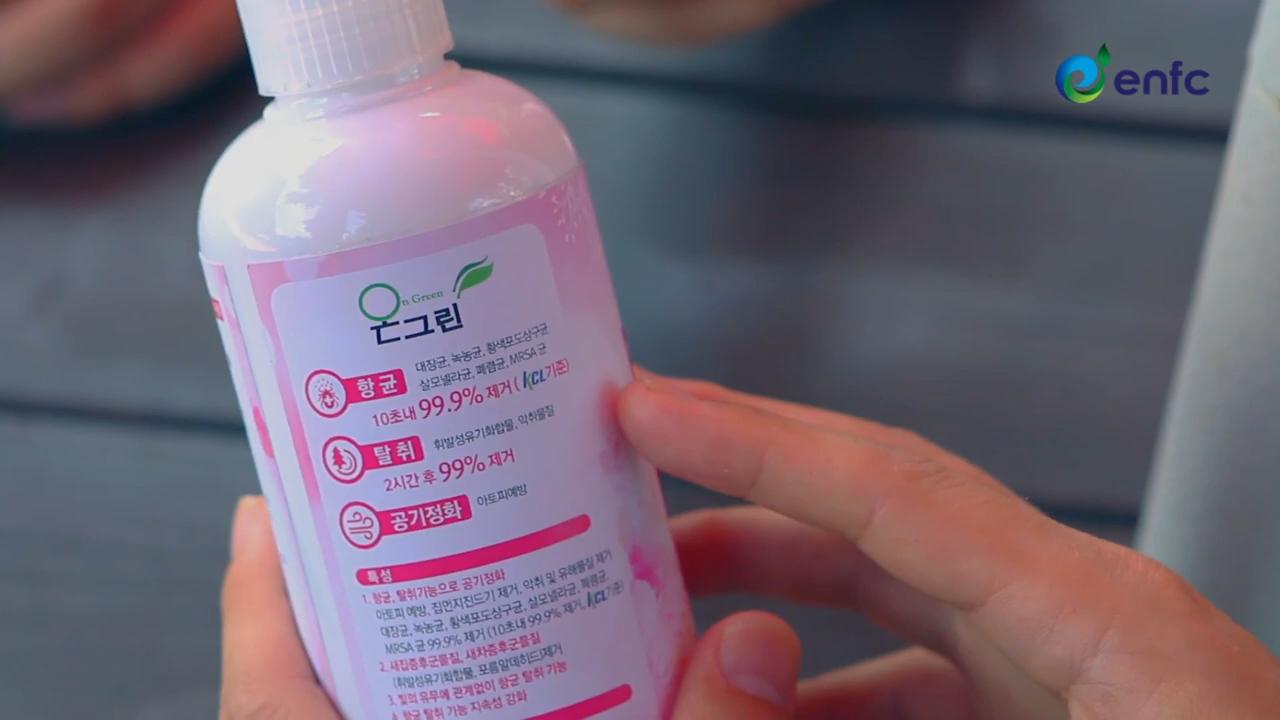 enfc
On Green
온그린
항균
대장균, 녹농균, 황색포도상구균
살모넬라균, 폐렴균, MRSA 균
10초내 99.9% 제거 ( KCL기준)
탈취
휘발성유기화합물, 악취물질
2시간 후 99% 제거
공기정화
아토피예방
특성
1. 항균, 탈취기능으로 공기정화
아토피 예방, 집먼지진드기 제거, 악취 및 유해물질 제거
대장균, 녹농균, 황색포도상구균, 살모넬라균, 폐렴균,
MRSA 균 99.9% 제거 (10초내 99.9% 제거, KCL기준)
2. 새집증후군물질, 새차증후군물질
(휘발성유기화합물, 포름알데히드)제거
3. 빛의 유무에 관계없이 항균 탈취 가능
4. 항균 탈취 기능 지속성 강화